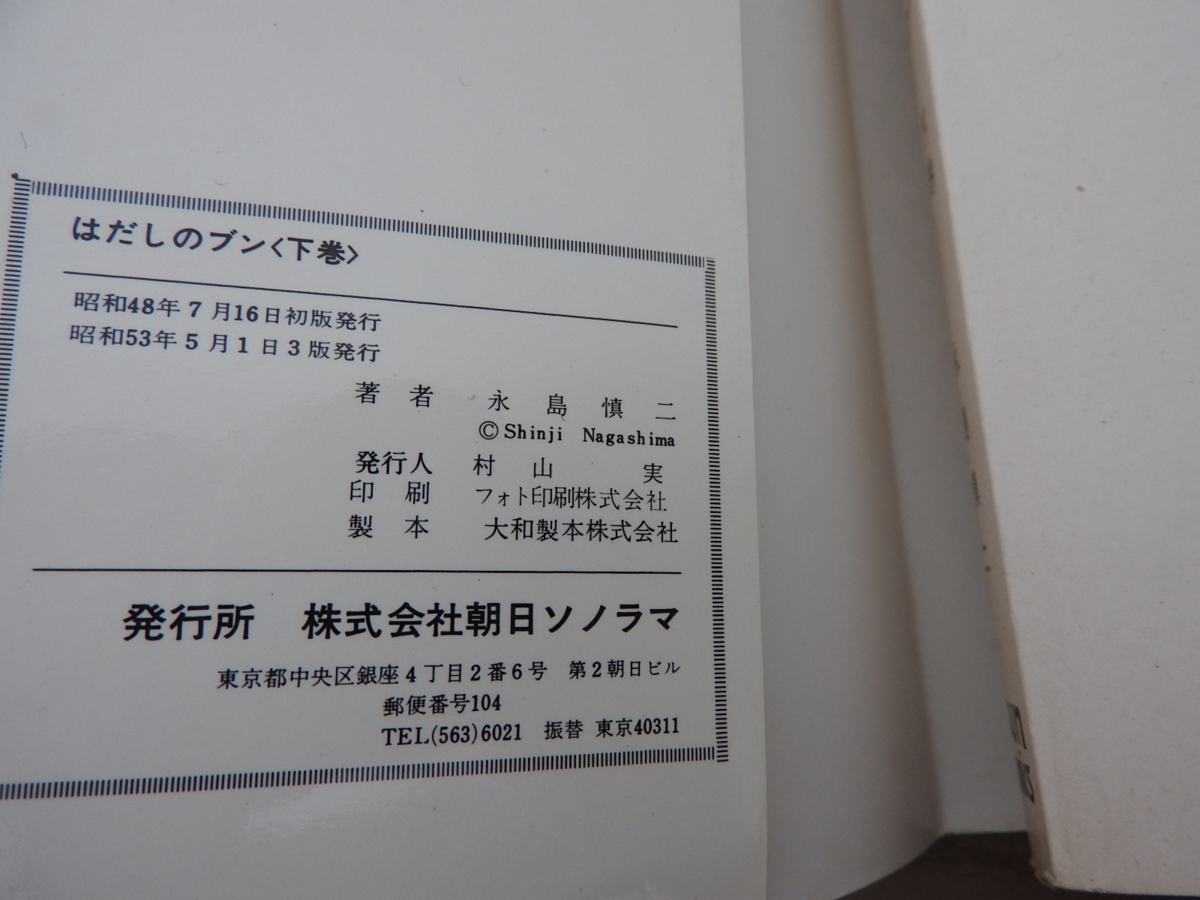 はだしのブン〈下巻〉
昭和48年7月16日初版発行
昭和53年5月1日3版発行
著者 永島慎二
©Shinji Nagashima
発行人 村山 実
印刷 フォト印刷株式会社
製本 大和製本株式会社
発行所 株式会社朝日ソノラマ
東京都中央区銀座4丁目2番6号 第2朝日ビル
郵便番号104
TEL(563)6021 振替 東京40311